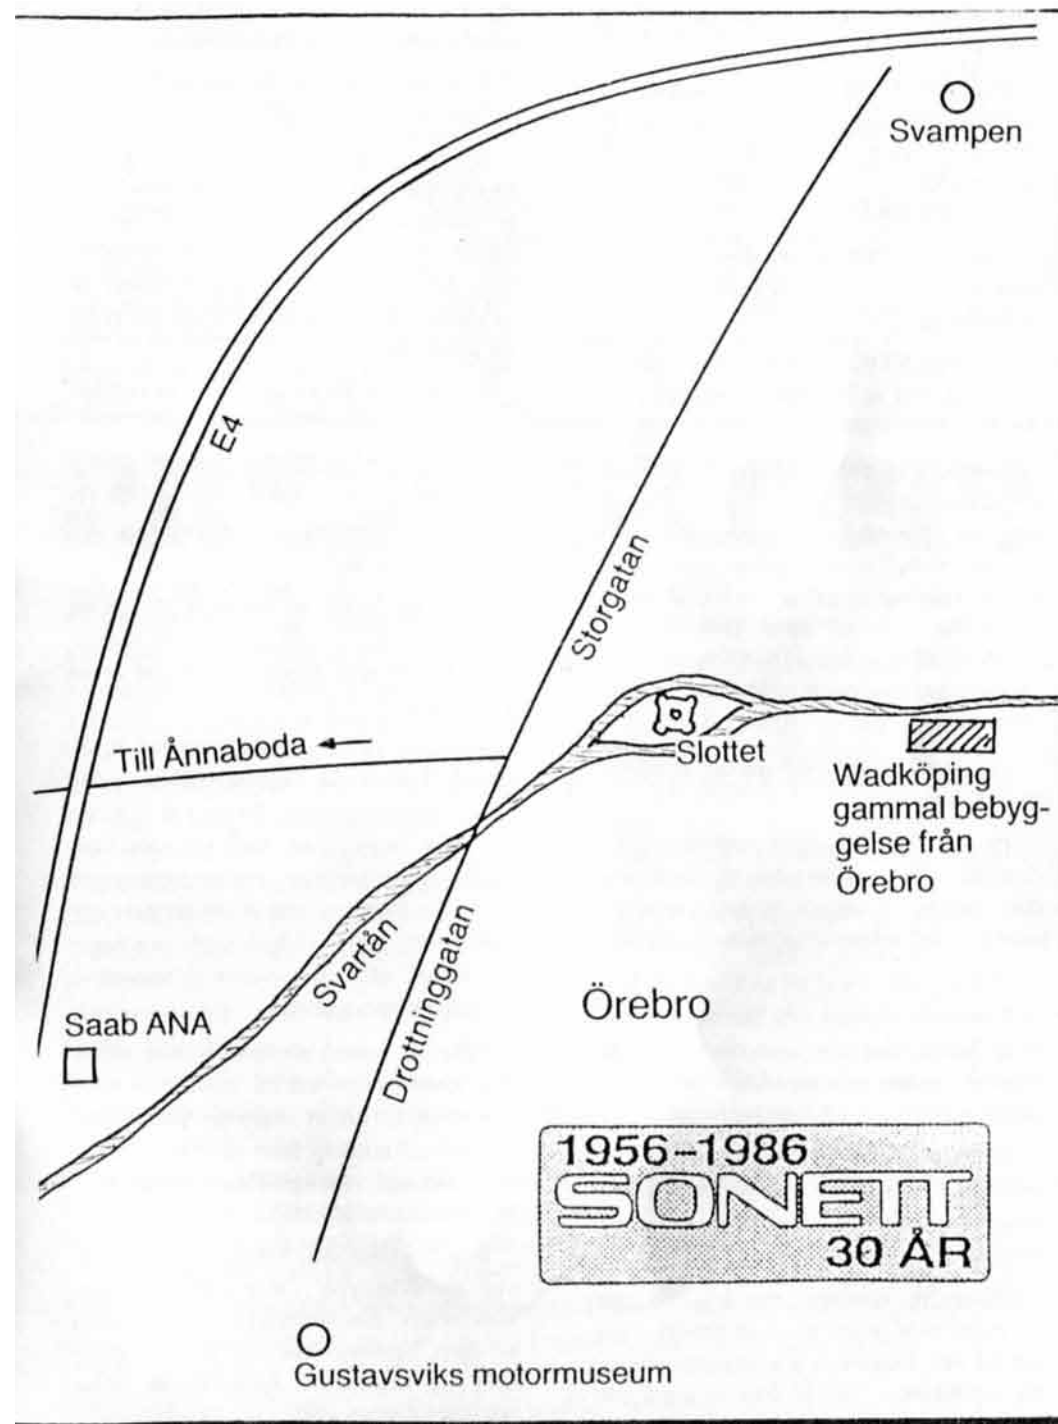 Svampen
E4
Storgatan
Till Ånnaboda
Slottet
Wadköping
gammal bebyg-
gelse från
Örebro
Svartån
Drottninggatan
Örebro
Saab ANA
1956-1986
SONETT
30 ÅR
Gustavsviks motormuseum